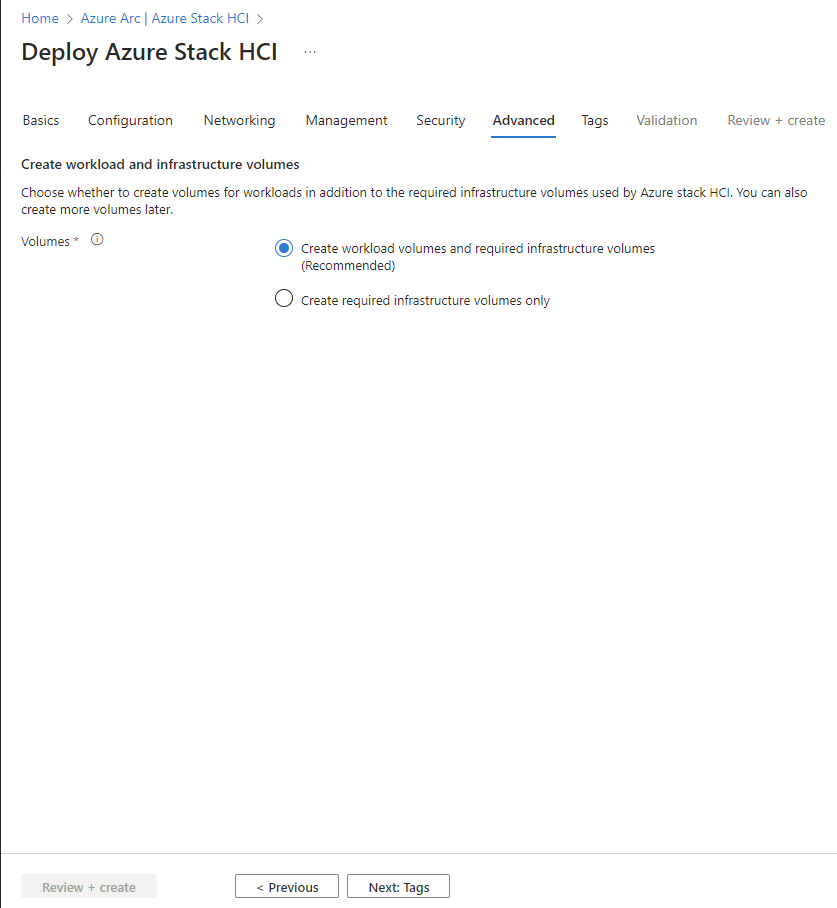 Home > Azure Arc | Azure Stack HCI >
Deploy Azure Stack HCI ...
Basics Configuration Networking Management Security Advanced Tags Validation Review + create
Create workload and infrastructure volumes
Choose whether to create volumes for workloads in addition to the required infrastructure volumes used by Azure stack HCI. You can also
create more volumes later.
Volumes *
Create workload volumes and required infrastructure volumes
(Recommended)
Create required infrastructure volumes only
Review + create < Previous Next: Tags